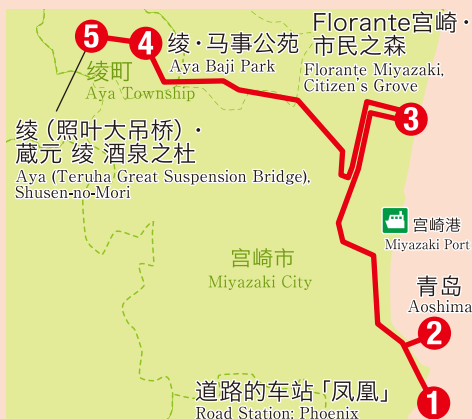 Florante宫崎・
市民之森
Florante Miyazaki,
Citizen's Grove
5
4
绫・马事公苑
Aya Baji Park
绫町
Aya Township
3
绫（照叶大吊桥）・
蔵元 绫 酒泉之杜
Aya (Teruha Great Suspension Bridge),
Shusen-no-Mori
宫崎港
Miyazaki Port
宫崎市
Miyazaki City
青岛
Aoshima
2
道路的车站「凤凰」
Road Station: Phoenix
1